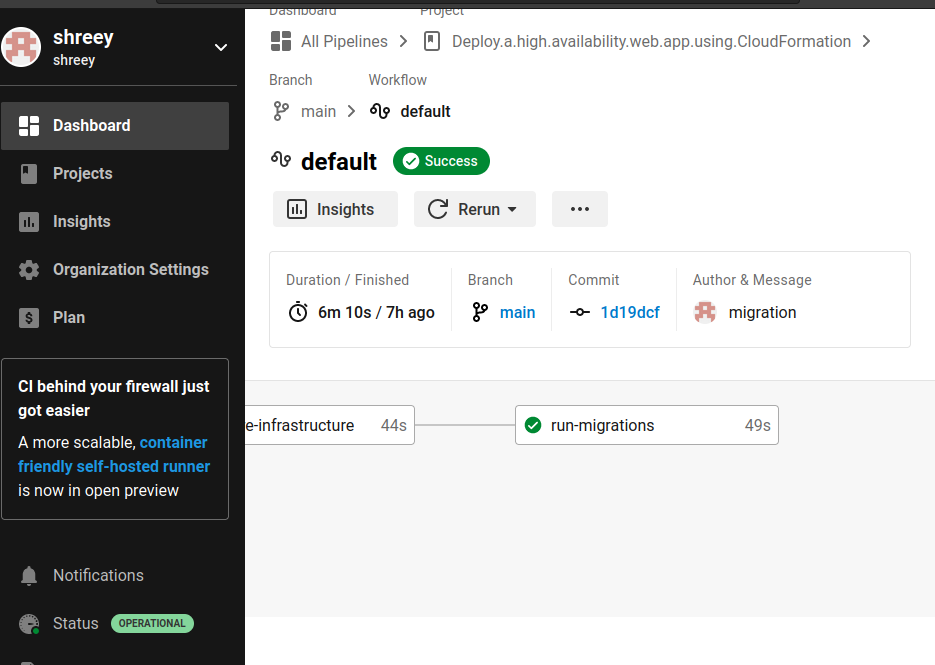 shreey
shreey
Dashboard
Projects
Insights
Organization Settings
Plan
CI behind your firewall just
got easier
A more scalable, container
friendly self-hosted runner
is now in open preview
Notifications
Status OPERATIONAL
Dashboard Project
All Pipelines Deploy.a.high.availability.web.app.using.CloudFormation
Branch Workflow
main default
default Success
Insights Rerun
Duration / Finished Branch Commit Author & Message
6m 10s / 7h ago main 1d19dcf migration
e-infrastructure 44s run-migrations 49s